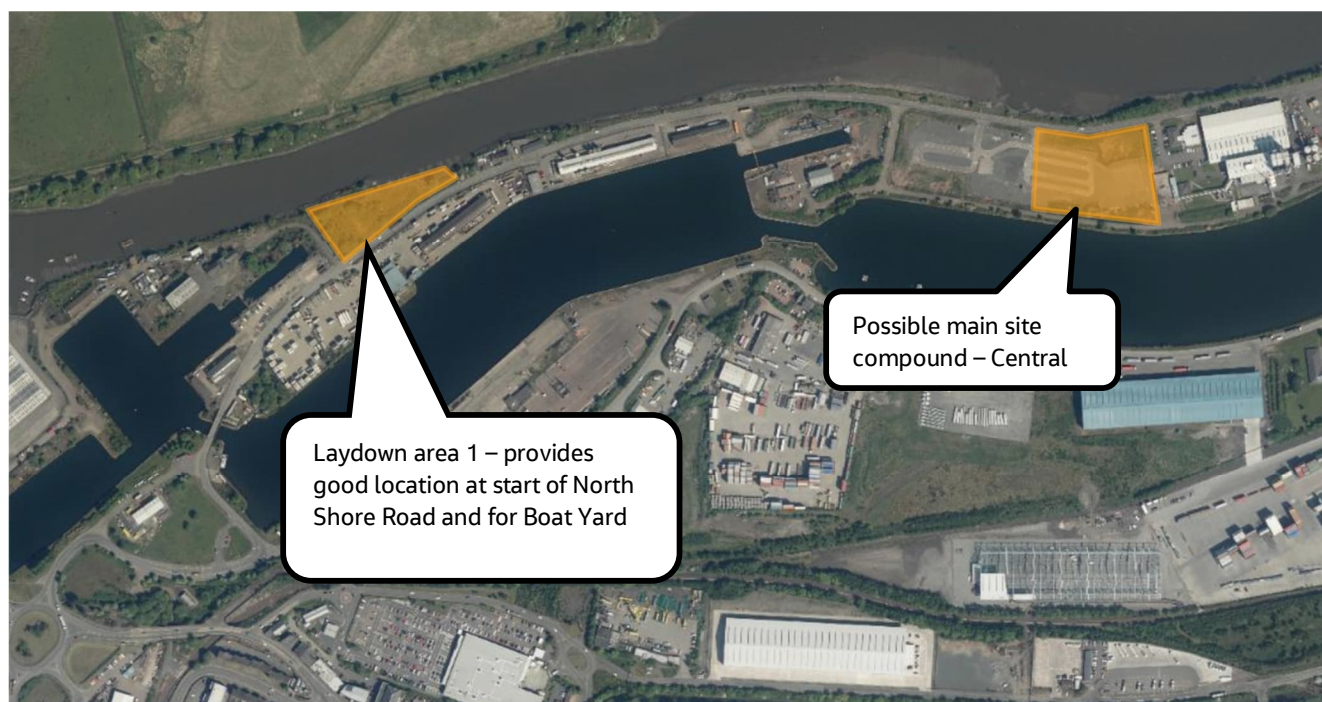 Possible main site
compound – Central
Laydown area 1 – provides
good location at start of North
Shore Road and for Boat Yard